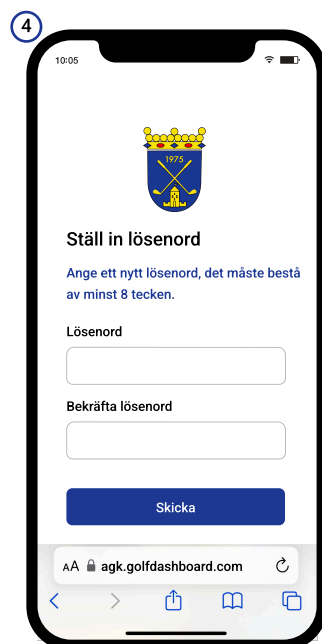 4
10:05
1975
Ställ in lösenord
Ange ett nytt lösenord, det måste bestå
av minst 8 tecken.
Lösenord
Bekräfta lösenord
Skicka
AA agk.golfdashboard.com